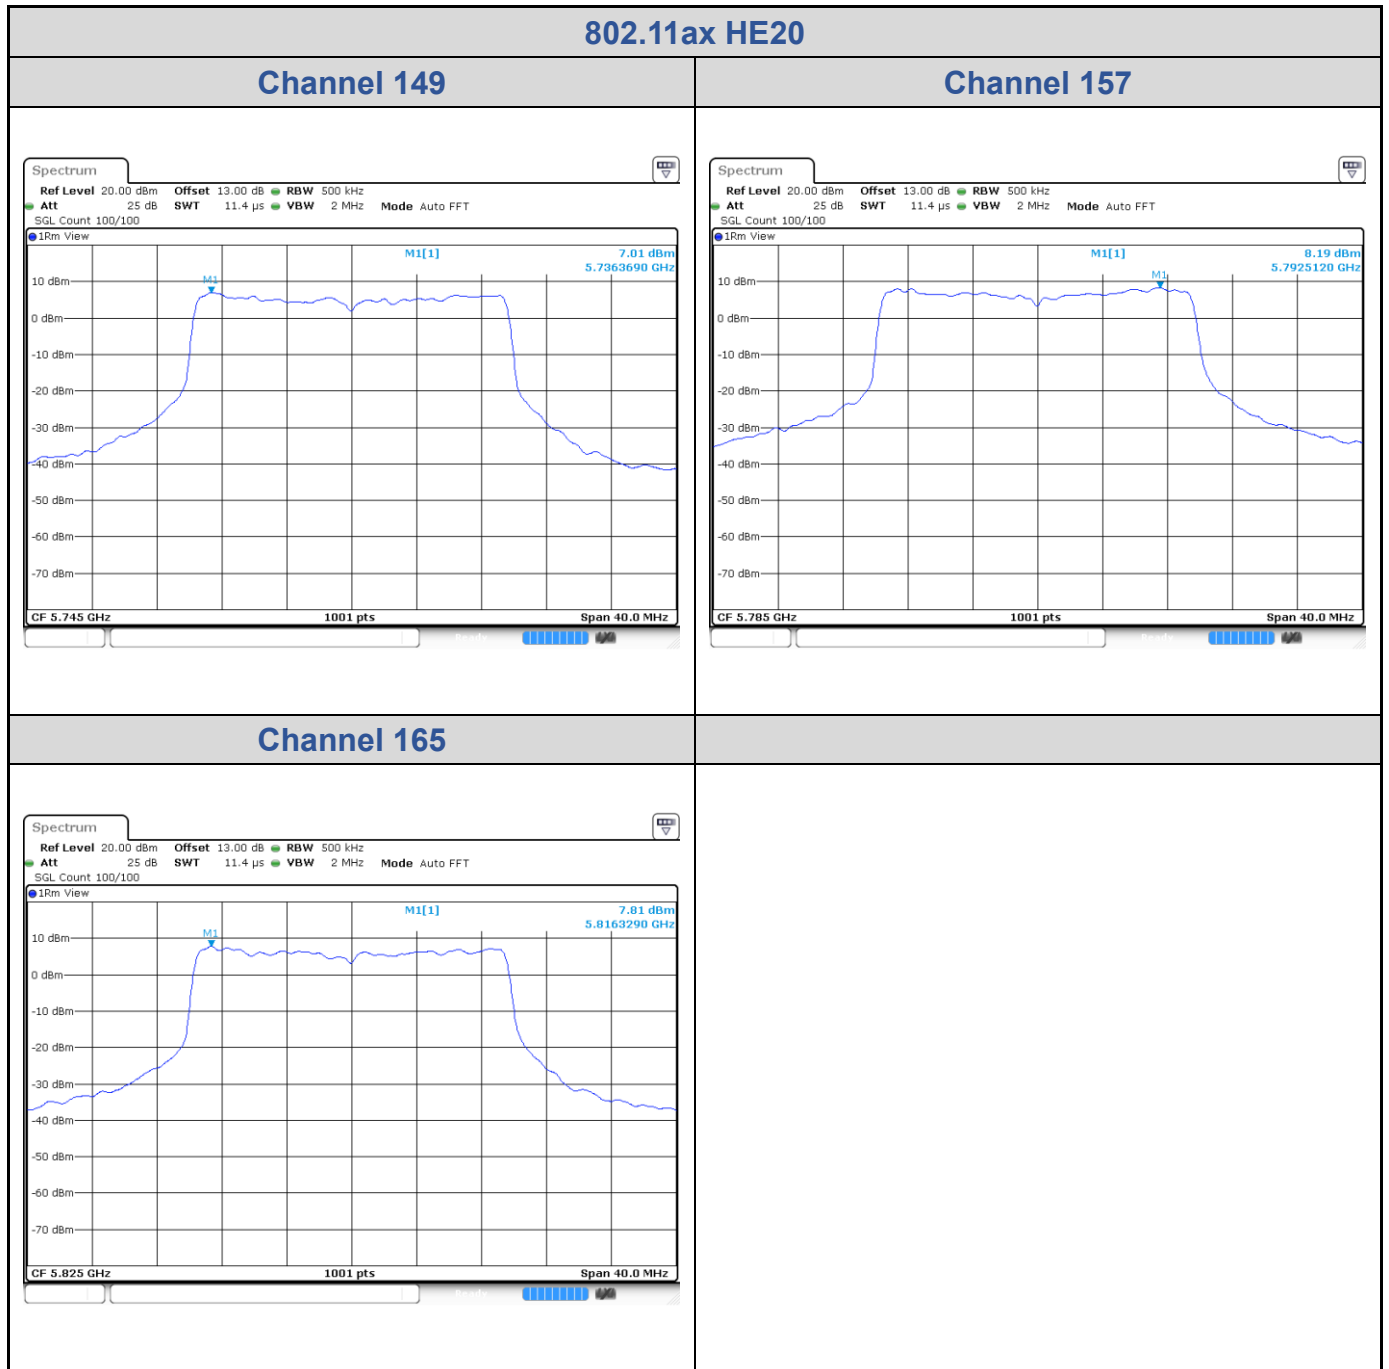 802.11ax HE20
Channel 149
Channel 157
Spectrum
Ref Level 20.00 dBm Offset 13.00 dB RBW 500 kHz
Att 25 dB SWT 11.4 µs VBW 2 MHz Mode Auto FFT
SGL Count 100/100
1Rm View
M1[1] 7.01 dBm
5.7363690 GHz
M1
10 dBm
0 dBm
-10 dBm
-20 dBm
-30 dBm
-40 dBm
-50 dBm
-60 dBm
-70 dBm
CF 5.745 GHz 1001 pts Span 40.0 MHz
Ready
Spectrum
Ref Level 20.00 dBm Offset 13.00 dB RBW 500 kHz
Att 25 dB SWT 11.4 µs VBW 2 MHz Mode Auto FFT
SGL Count 100/100
1Rm View
M1[1] 8.19 dBm
5.7925120 GHz
M1
10 dBm
0 dBm
-10 dBm
-20 dBm
-30 dBm
-40 dBm
-50 dBm
-60 dBm
-70 dBm
CF 5.785 GHz 1001 pts Span 40.0 MHz
Ready
Channel 165
Spectrum
Ref Level 20.00 dBm Offset 13.00 dB RBW 500 kHz
Att 25 dB SWT 11.4 µs VBW 2 MHz Mode Auto FFT
SGL Count 100/100
1Rm View
M1[1] 7.81 dBm
5.8163290 GHz
M1
10 dBm
0 dBm
-10 dBm
-20 dBm
-30 dBm
-40 dBm
-50 dBm
-60 dBm
-70 dBm
CF 5.825 GHz 1001 pts Span 40.0 MHz
Ready